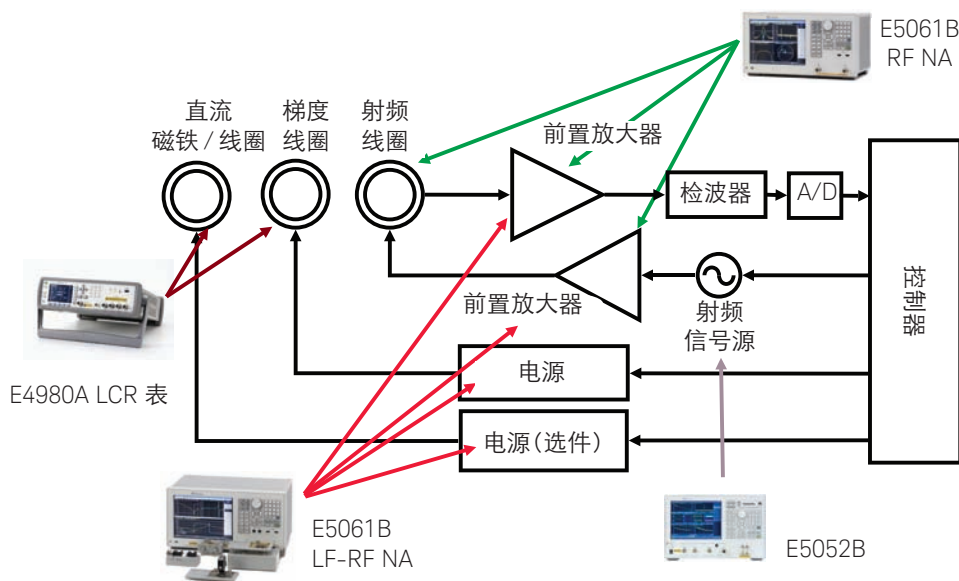 E5061B
RF NA
直流
磁铁 / 线圈
梯度
线圈
射频
线圈
前置放大器
检波器
A/D
控制器
前置放大器
射频
信号源
电源
电源(选件)
E4980A LCR 表
E5061B
LF-RF NA
E5052B